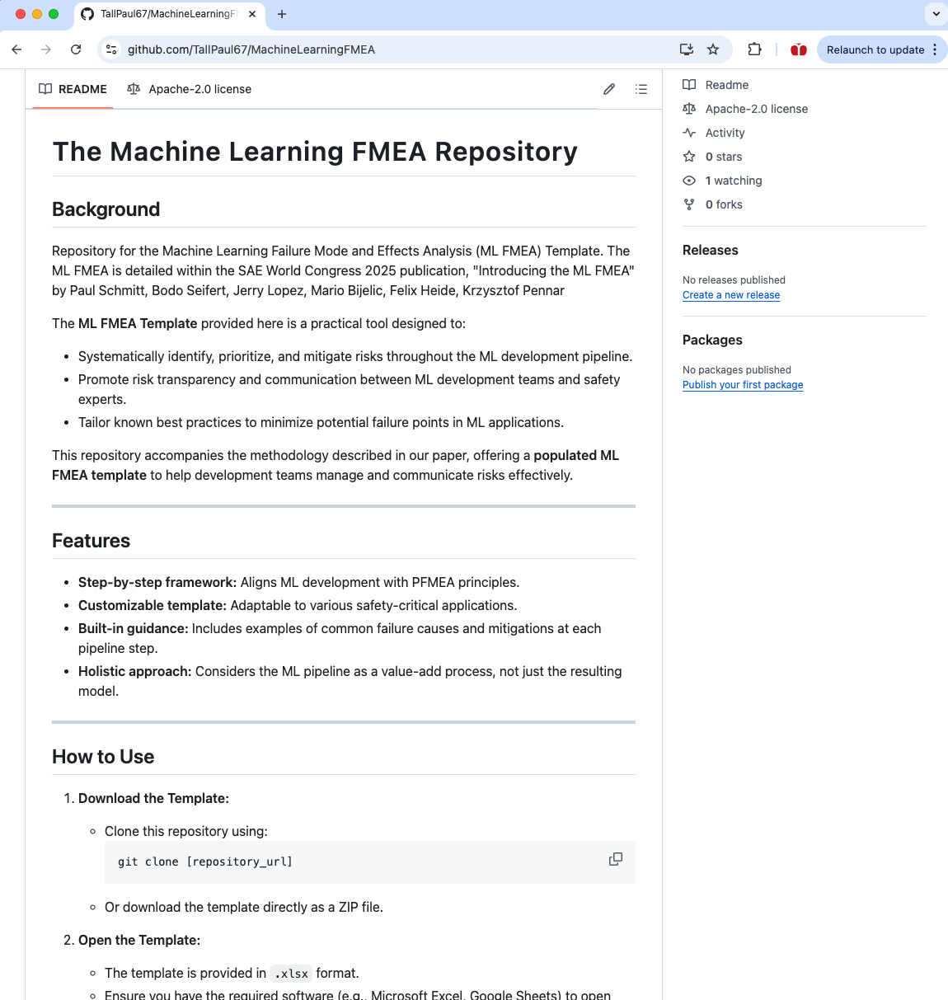 TallPaul67/MachineLearningF
github.com/TallPaul67/MachineLearningFMEA
Relaunch to update
README
Apache-2.0 license
The Machine Learning FMEA Repository
Background
Repository for the Machine Learning Failure Mode and Effects Analysis (ML FMEA) Template. The
ML FMEA is detailed within the SAE World Congress 2025 publication, "Introducing the ML FMEA"
by Paul Schmitt, Bodo Seifert, Jerry Lopez, Mario Bijelic, Felix Heide, Krzysztof Pennar
The ML FMEA Template provided here is a practical tool designed to:
• Systematically identify, prioritize, and mitigate risks throughout the ML development pipeline.
• Promote risk transparency and communication between ML development teams and safety
experts.
• Tailor known best practices to minimize potential failure points in ML applications.
This repository accompanies the methodology described in our paper, offering a populated ML
FMEA template to help development teams manage and communicate risks effectively.
Features
• Step-by-step framework: Aligns ML development with PFMEA principles.
• Customizable template: Adaptable to various safety-critical applications.
• Built-in guidance: Includes examples of common failure causes and mitigations at each
pipeline step.
• Holistic approach: Considers the ML pipeline as a value-add process, not just the resulting
model.
How to Use
1. Download the Template:
◦ Clone this repository using:
git clone [repository_url]
◦ Or download the template directly as a ZIP file.
2. Open the Template:
◦ The template is provided in .xlsx format.
◦ Ensure you have the required software (e.g., Microsoft Excel, Google Sheets) to open
Readme
Apache-2.0 license
Activity
0 stars
1 watching
0 forks
Releases
No releases published
Create a new release
Packages
No packages published
Publish your first package